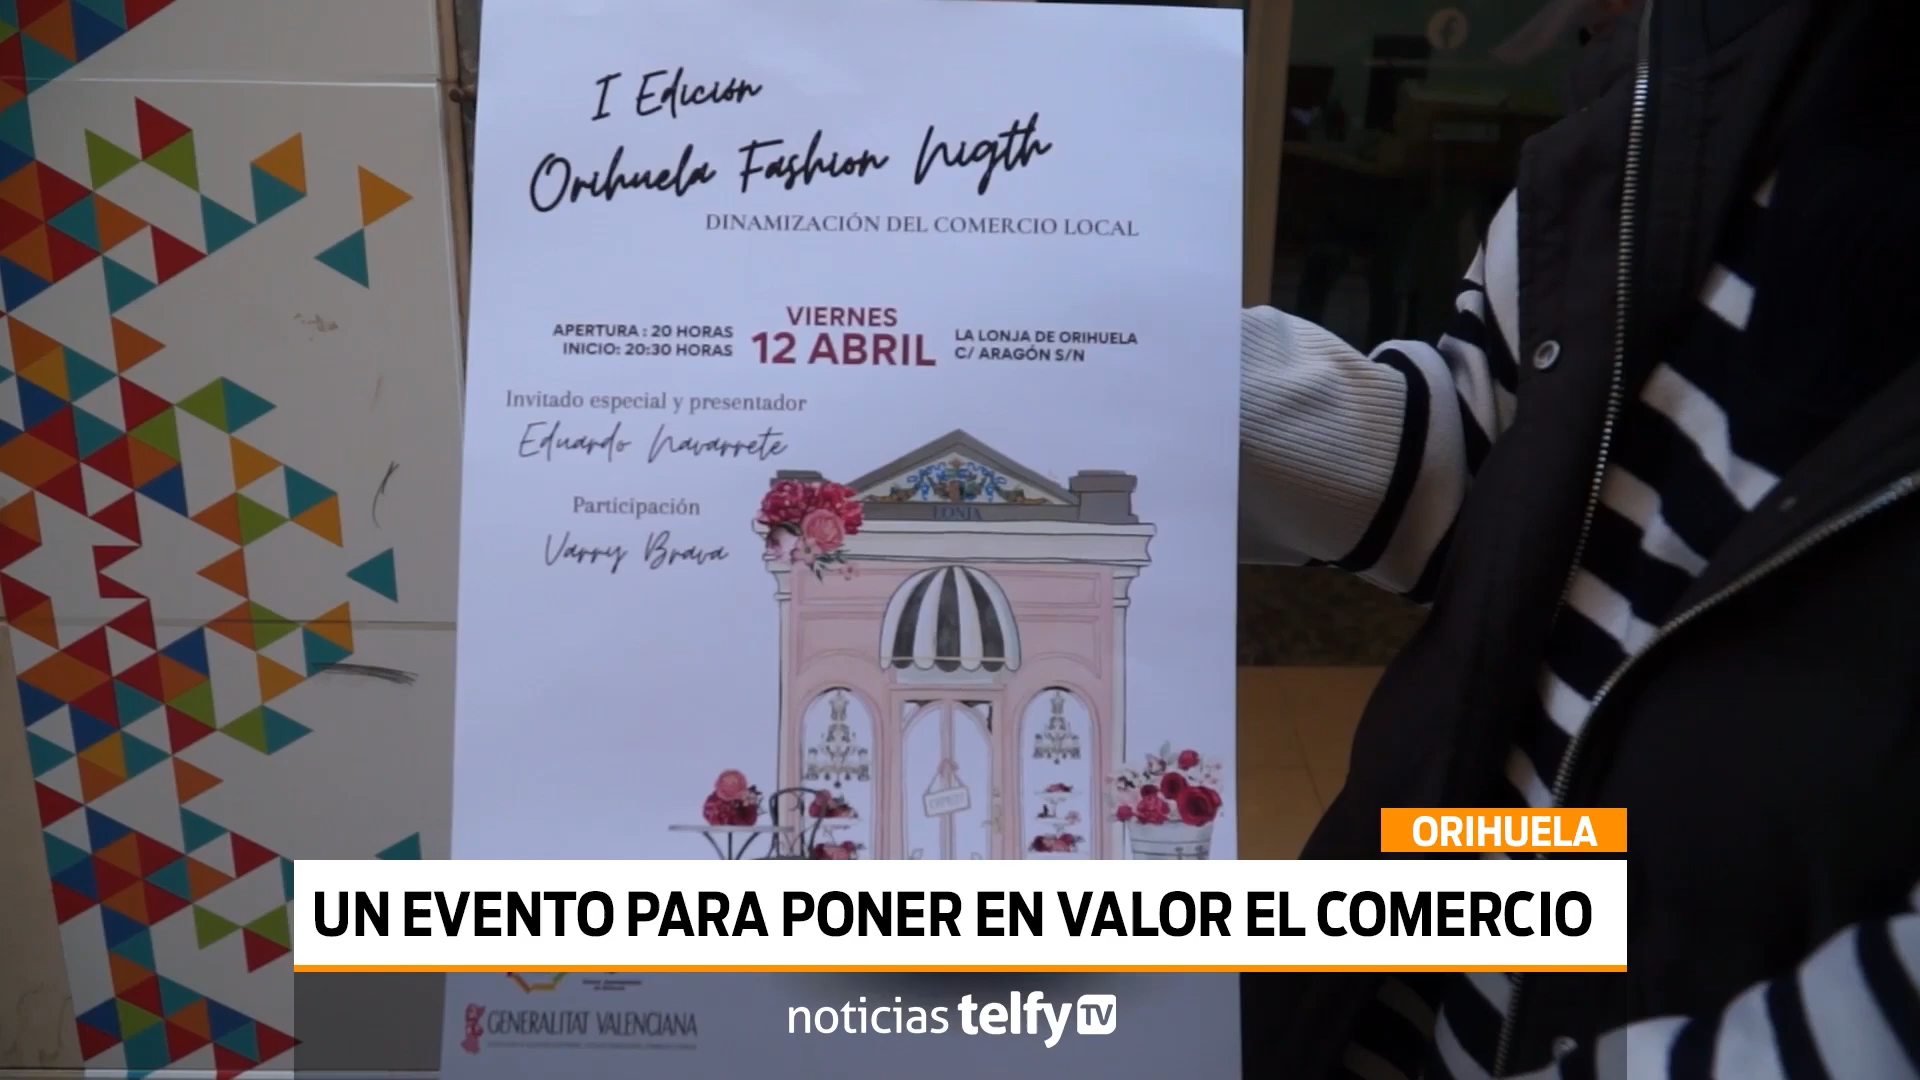 I Edición
Orihuela Fashion Nigth
DINAMIZACIÓN DEL COMERCIO LOCAL
APERTURA : 20 HORAS
INICIO: 20:30 HORAS
VIERNES
12 ABRIL
LA LONJA DE ORIHUELA
C/ ARAGÓN S/N
Invitado especial y presentador
Eduardo Navarrete
Participación
Varry Brava
LONJA
ORIHUELA
UN EVENTO PARA PONER EN VALOR EL COMERCIO
GENERALITAT VALENCIANA
noticias telfy TV